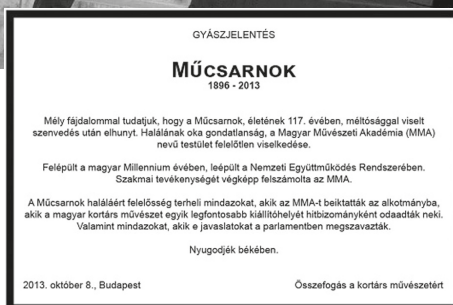 GYÁSZJELENTÉS
MŰCSARNOK
1896 - 2013
Mély fájdalommal tudatjuk, hogy a Műcsarnok, életének 117. évében, méltósággal viselt
szenvedés után elhunyt. Halálának oka gondatlanság, a Magyar Művészeti Akadémia (MMA)
nevű testület felelőtlen viselkedése.
Felépült a magyar Millennium évében, leépült a Nemzeti Együttműködés Rendszerében.
Szakmai tevékenységét végképp felszámolta az MMA.
A Műcsarnok haláláért felelősség terheli mindazokat, akik az MMA-t beiktatták az alkotmányba,
akik a magyar kortárs művészet egyik legfontosabb kiállítóhelyét hitbizományként odaadták neki.
Valamint mindazokat, akik e javaslatokat a parlamentben megszavazták.
Nyugodjék békében.
2013. október 8., Budapest
Összefogás a kortárs művészetért